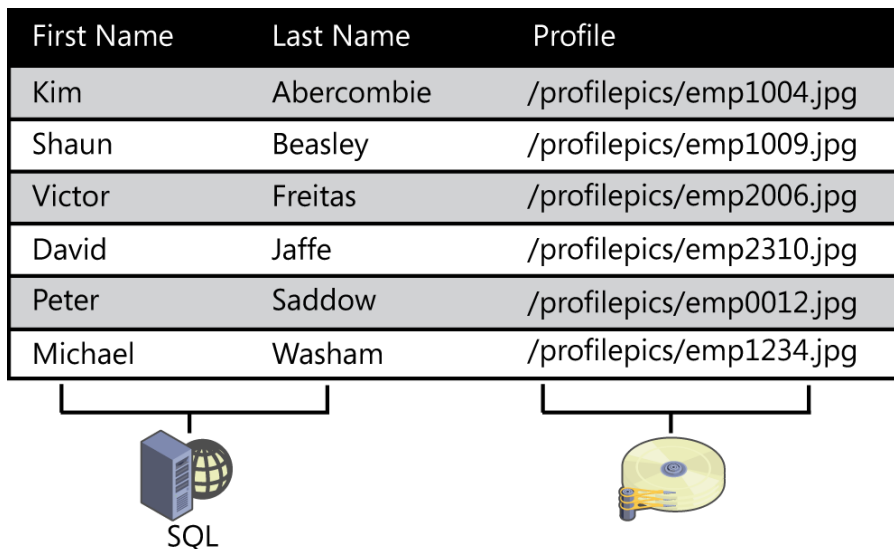 First Name Last Name Profile
Kim Abercombie /profilepics/emp1004.jpg
Shaun Beasley /profilepics/emp1009.jpg
Victor Freitas /profilepics/emp2006.jpg
David Jaffe /profilepics/emp2310.jpg
Peter Saddow /profilepics/emp0012.jpg
Michael Washam /profilepics/emp1234.jpg
SQL